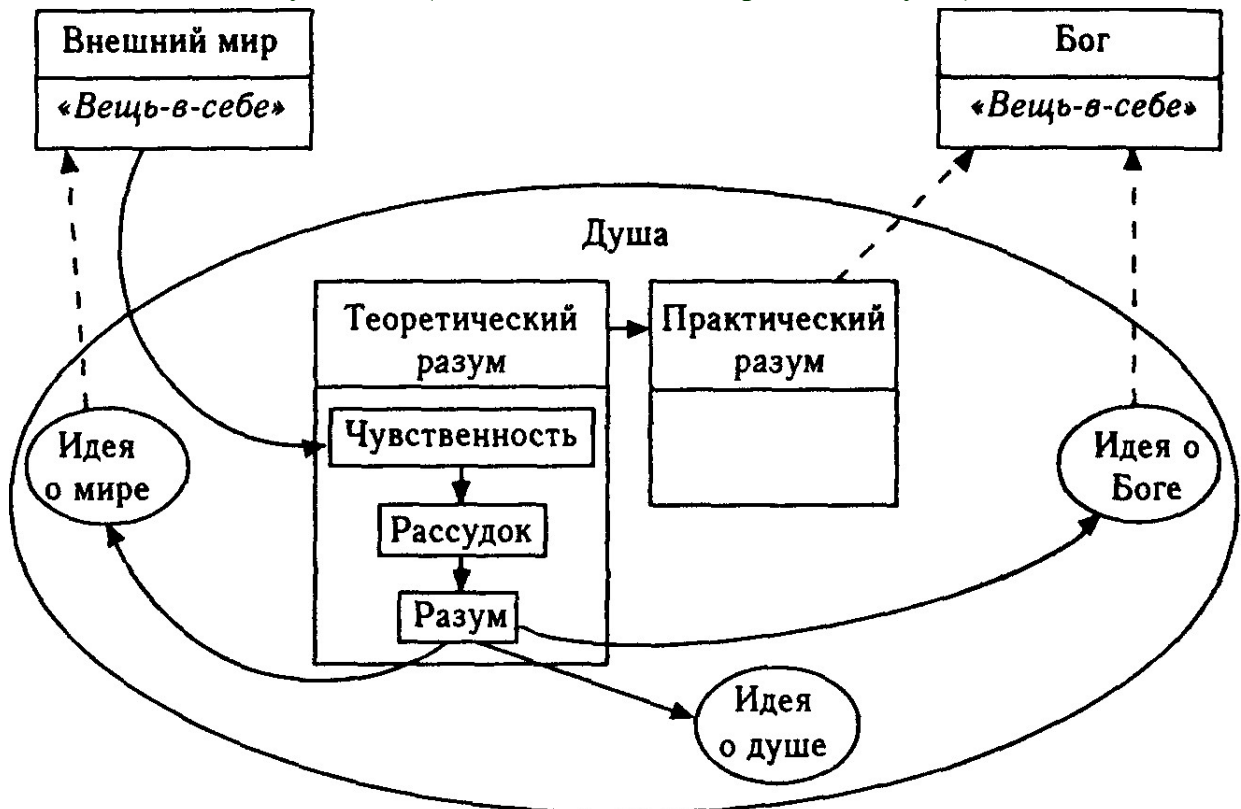 Внешний мир
«Вещь-в-себе»
Бог
«Вещь-в-себе»
Душа
Теоретический
разум
Практический
разум
Чувственность
Рассудок
Разум
Идея
о мире
Идея о
Боге
Идея
о душе